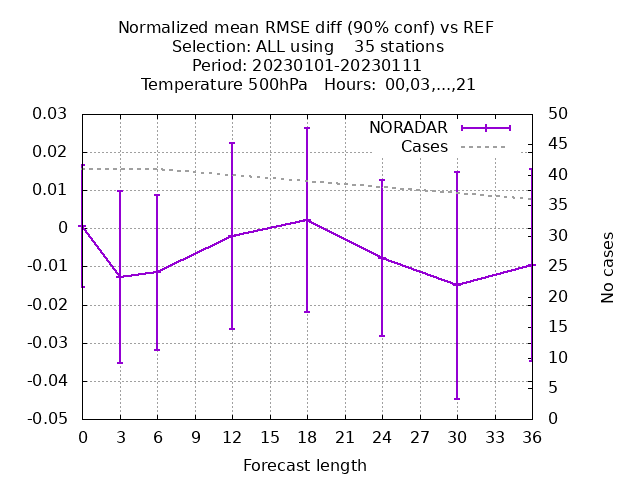 Normalized mean RMSE diff (90% conf) vs REF
Selection: ALL using    35 stations
Period: 20230101-20230111
Temperature 500hPa   Hours: 00,03,...,21
NORADAR
Cases
0.03
0.02
0.01
0
-0.01
-0.02
-0.03
-0.04
-0.05
50
45
40
35
30
25
20
15
10
5
0
No cases
0 3 6 9 12 15 18 21 24 27 30 33 36
Forecast length